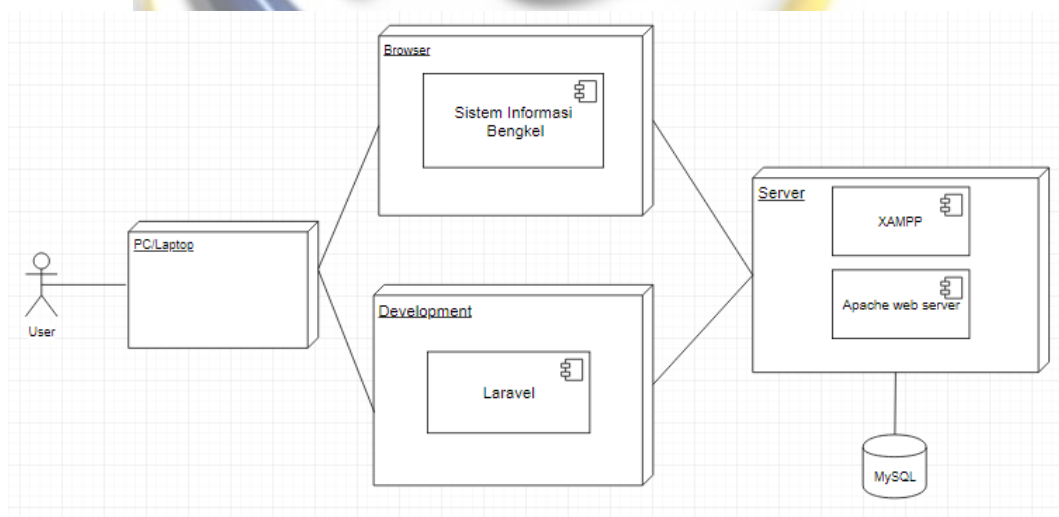 Browser
Sistem Informasi
Bengkel
Server
XAMPP
PC/Laptop
Apache web server
Development
User
Laravel
MySQL